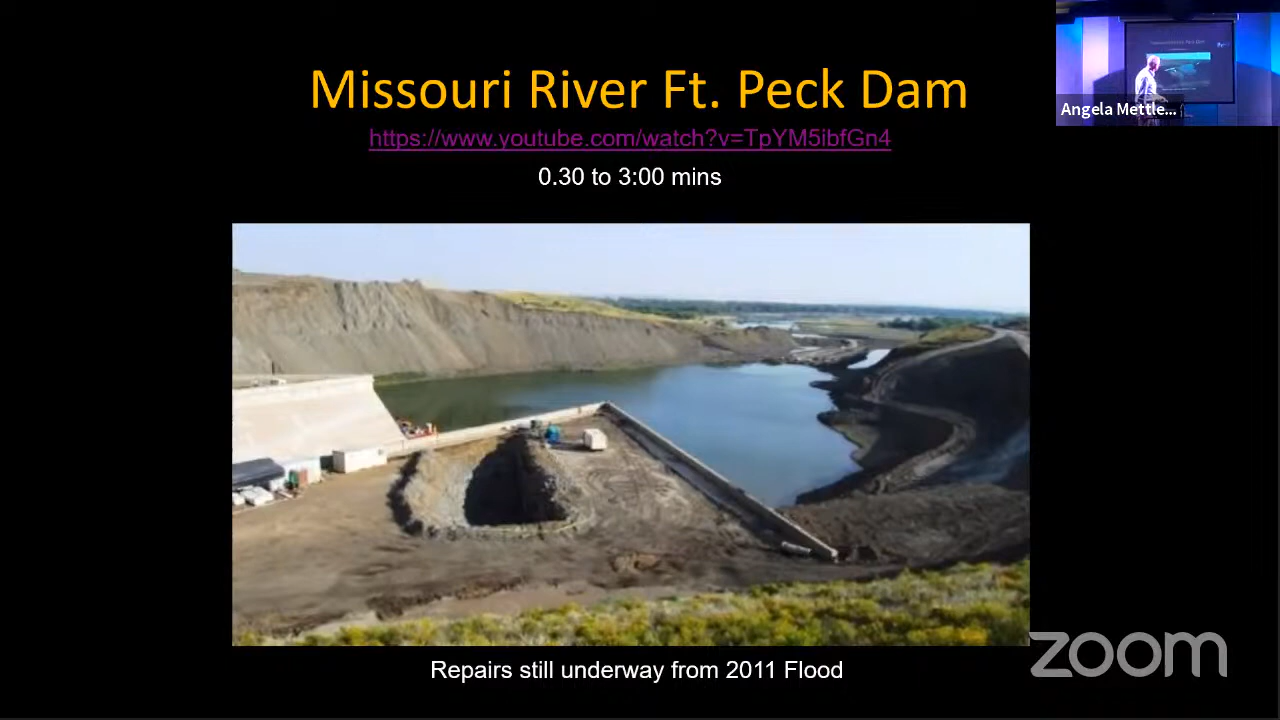 Missouri River Ft. Peck Dam
https://www.youtube.com/watch?v=TpYM5ibfGn4
0.30 to 3:00 mins
Angela Mettle...
Repairs still underway from 2011 Flood
zoom